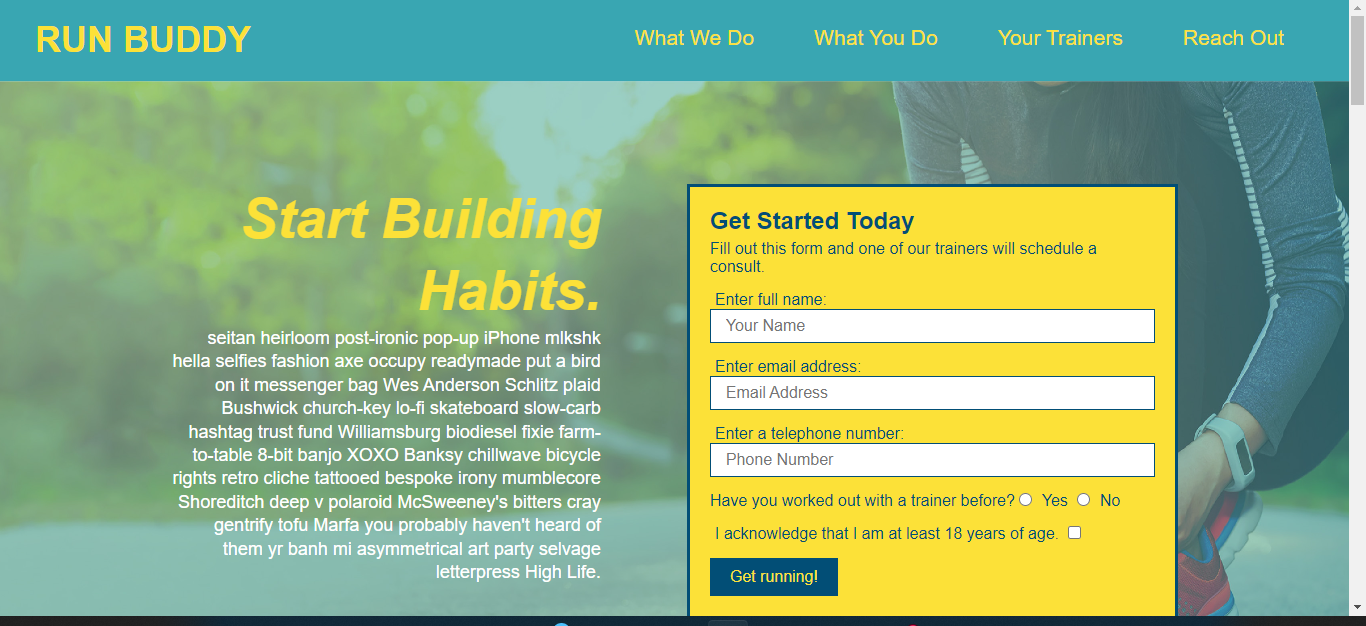 RUN BUDDY
What We Do
What You Do
Your Trainers
Reach Out
Start Building
Habits.
seitan heirloom post-ironic pop-up iPhone mlkshk
hella selfies fashion axe occupy readymade put a bird
on it messenger bag Wes Anderson Schlitz plaid
Bushwick church-key lo-fi skateboard slow-carb
hashtag trust fund Williamsburg biodiesel fixie farm-
to-table 8-bit banjo XOXO Banksy chillwave bicycle
rights retro cliche tattooed bespoke irony mumblecore
Shoreditch deep v polaroid McSweeney's bitters cray
gentrify tofu Marfa you probably haven't heard of
them yr banh mi asymmetrical art party selvage
letterpress High Life.
Get Started Today
Fill out this form and one of our trainers will schedule a
consult.
Enter full name:
Your Name
Enter email address:
Email Address
Enter a telephone number:
Phone Number
Have you worked out with a trainer before? Yes No
I acknowledge that I am at least 18 years of age.
Get running!